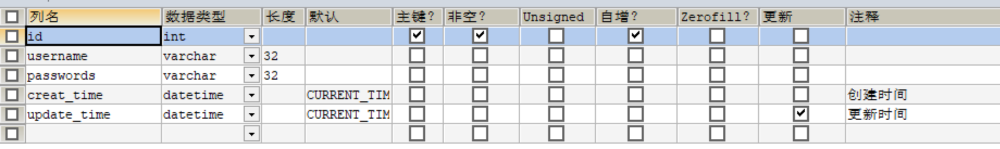 列名 数据类型 长度 默认 主键? 非空? Unsigned 自增? Zerofill? 更新 注释
id int
username varchar 32
passwords varchar 32
creat_time datetime CURRENT_TIM 创建时间
update_time datetime CURRENT_TIM 更新时间